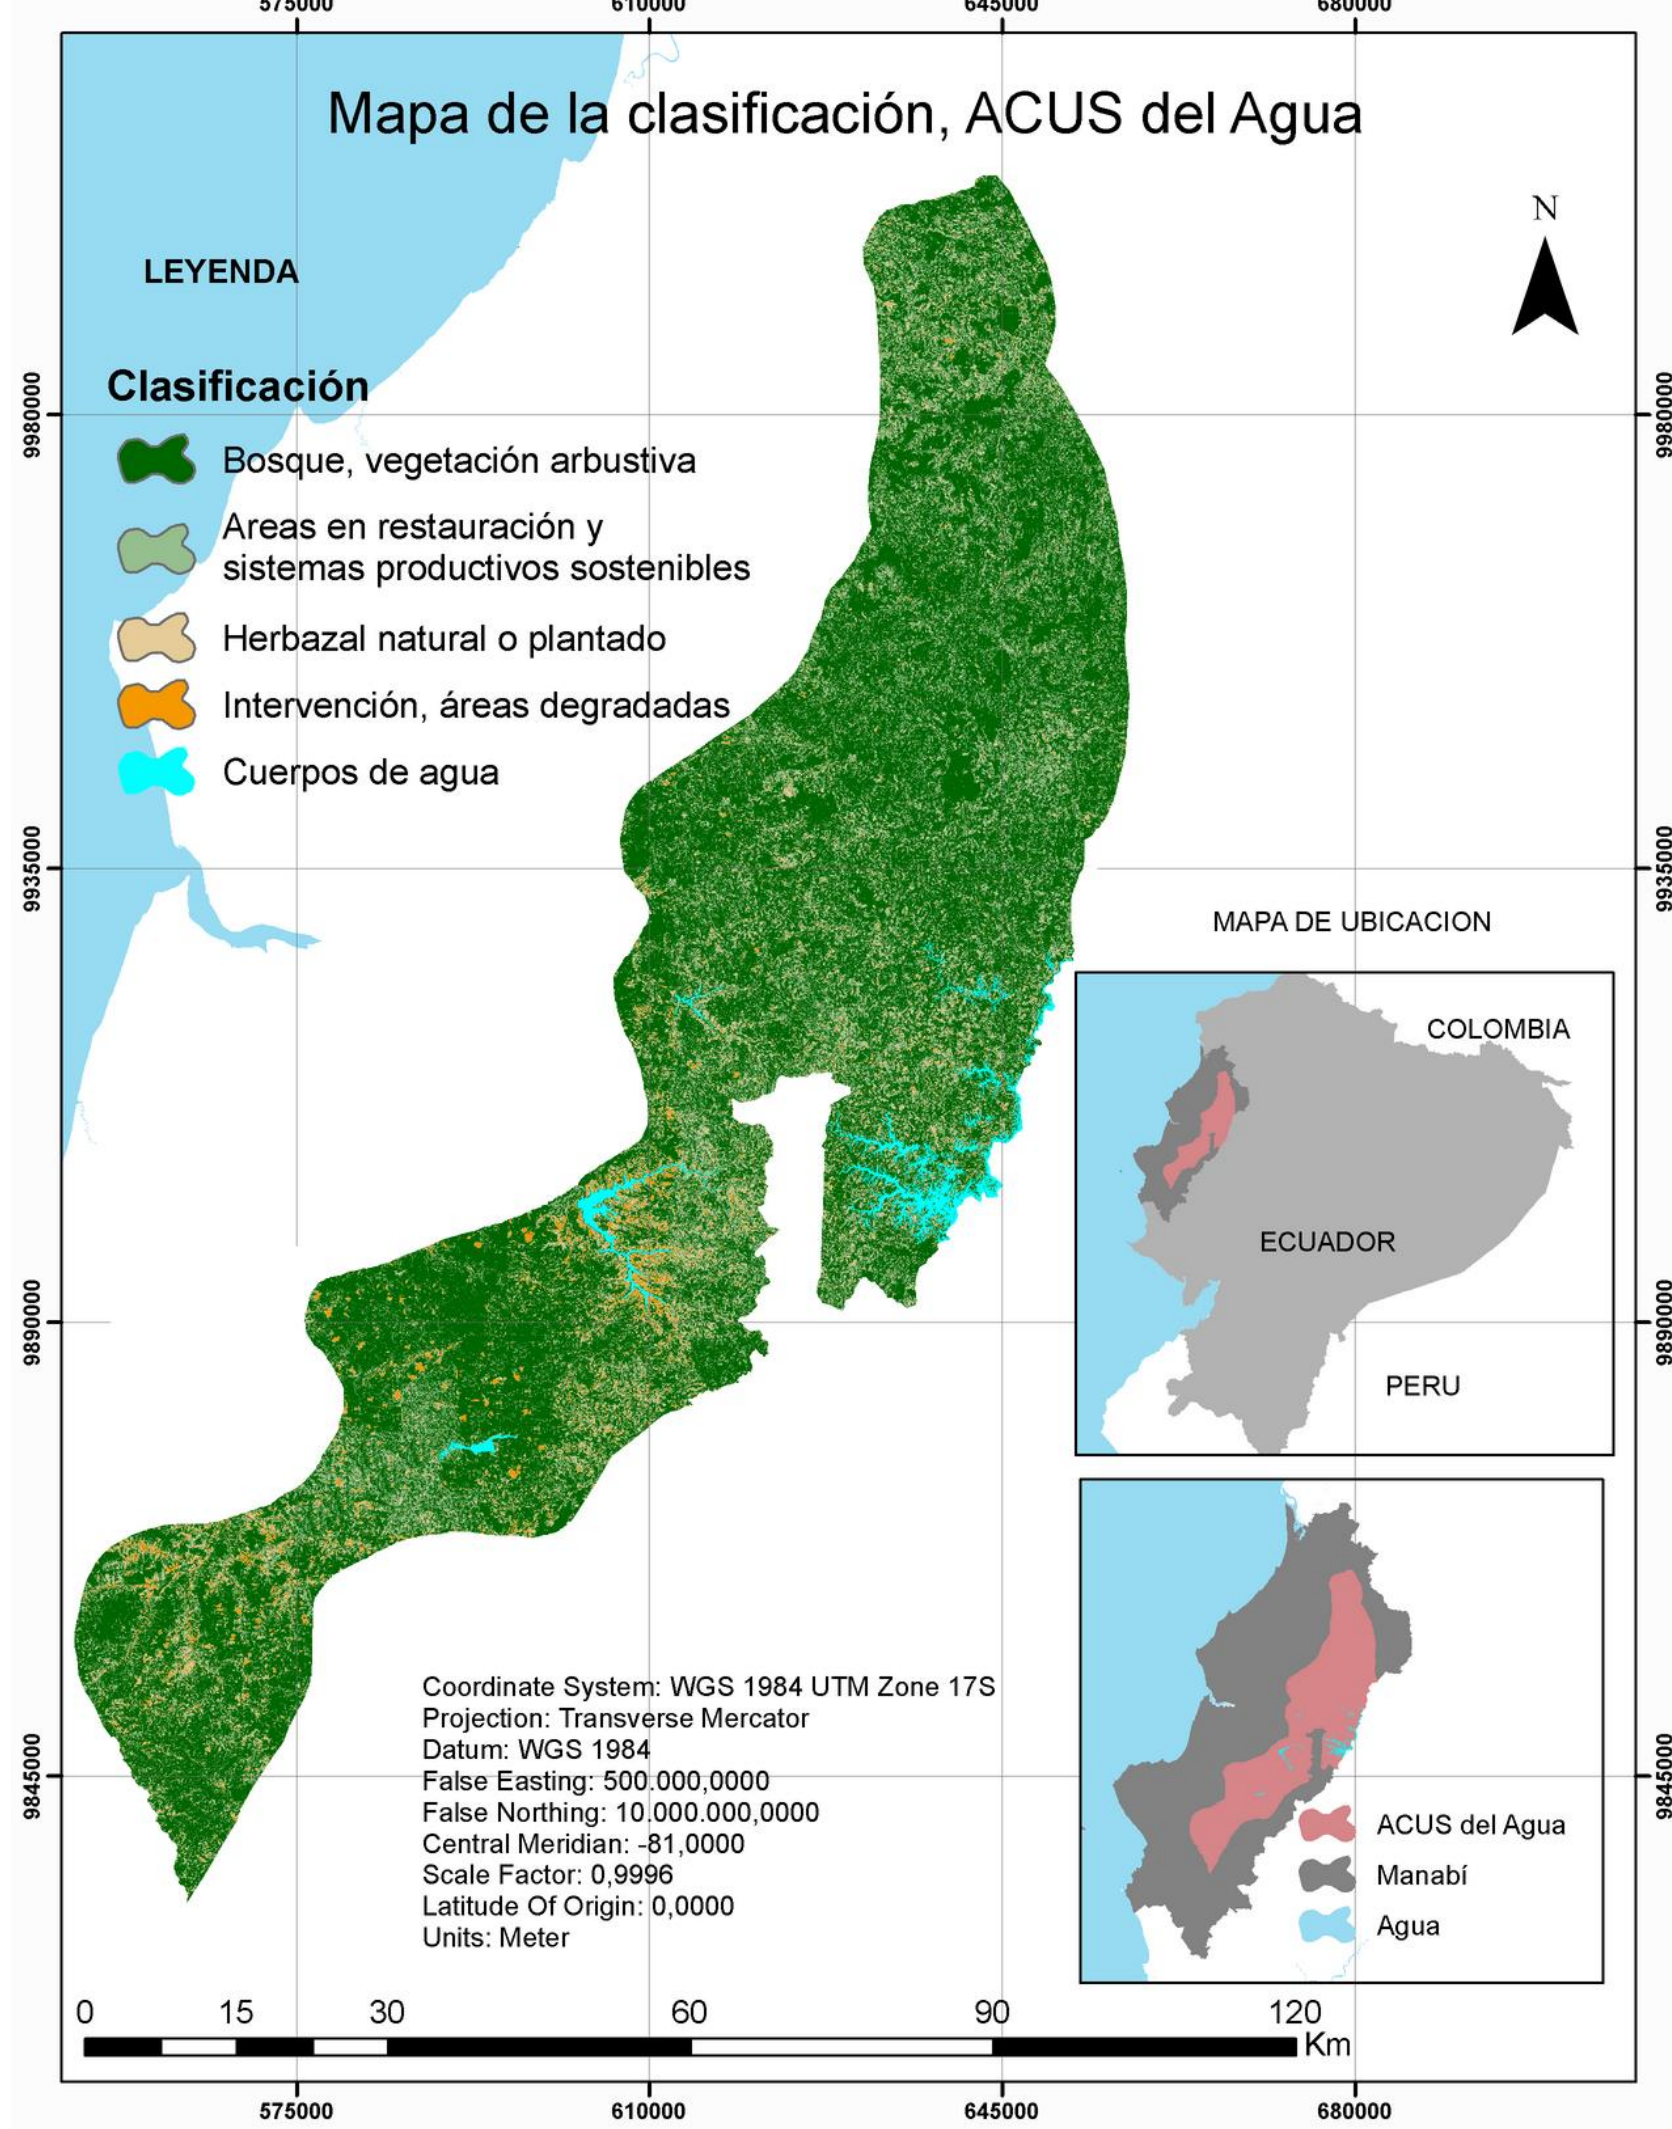 575000
610000
645000
680000
Mapa de la clasificación, ACUS del Agua
N
LEYENDA
Clasificación
9980000
9980000
Bosque, vegetación arbustiva
Areas en restauración y
sistemas productivos sostenibles
Herbazal natural o plantado
Intervención, áreas degradadas
Cuerpos de agua
9935000
9935000
MAPA DE UBICACION
COLOMBIA
ECUADOR
PERU
9890000
9890000
Coordinate System: WGS 1984 UTM Zone 17S
Projection: Transverse Mercator
Datum: WGS 1984
False Easting: 500.000,0000
False Northing: 10.000.000,0000
Central Meridian: -81,0000
Scale Factor: 0,9996
Latitude Of Origin: 0,0000
Units: Meter
9845000
9845000
ACUS del Agua
Manabí
Agua
0 15 30 60 90 120
Km
575000
610000
645000
680000